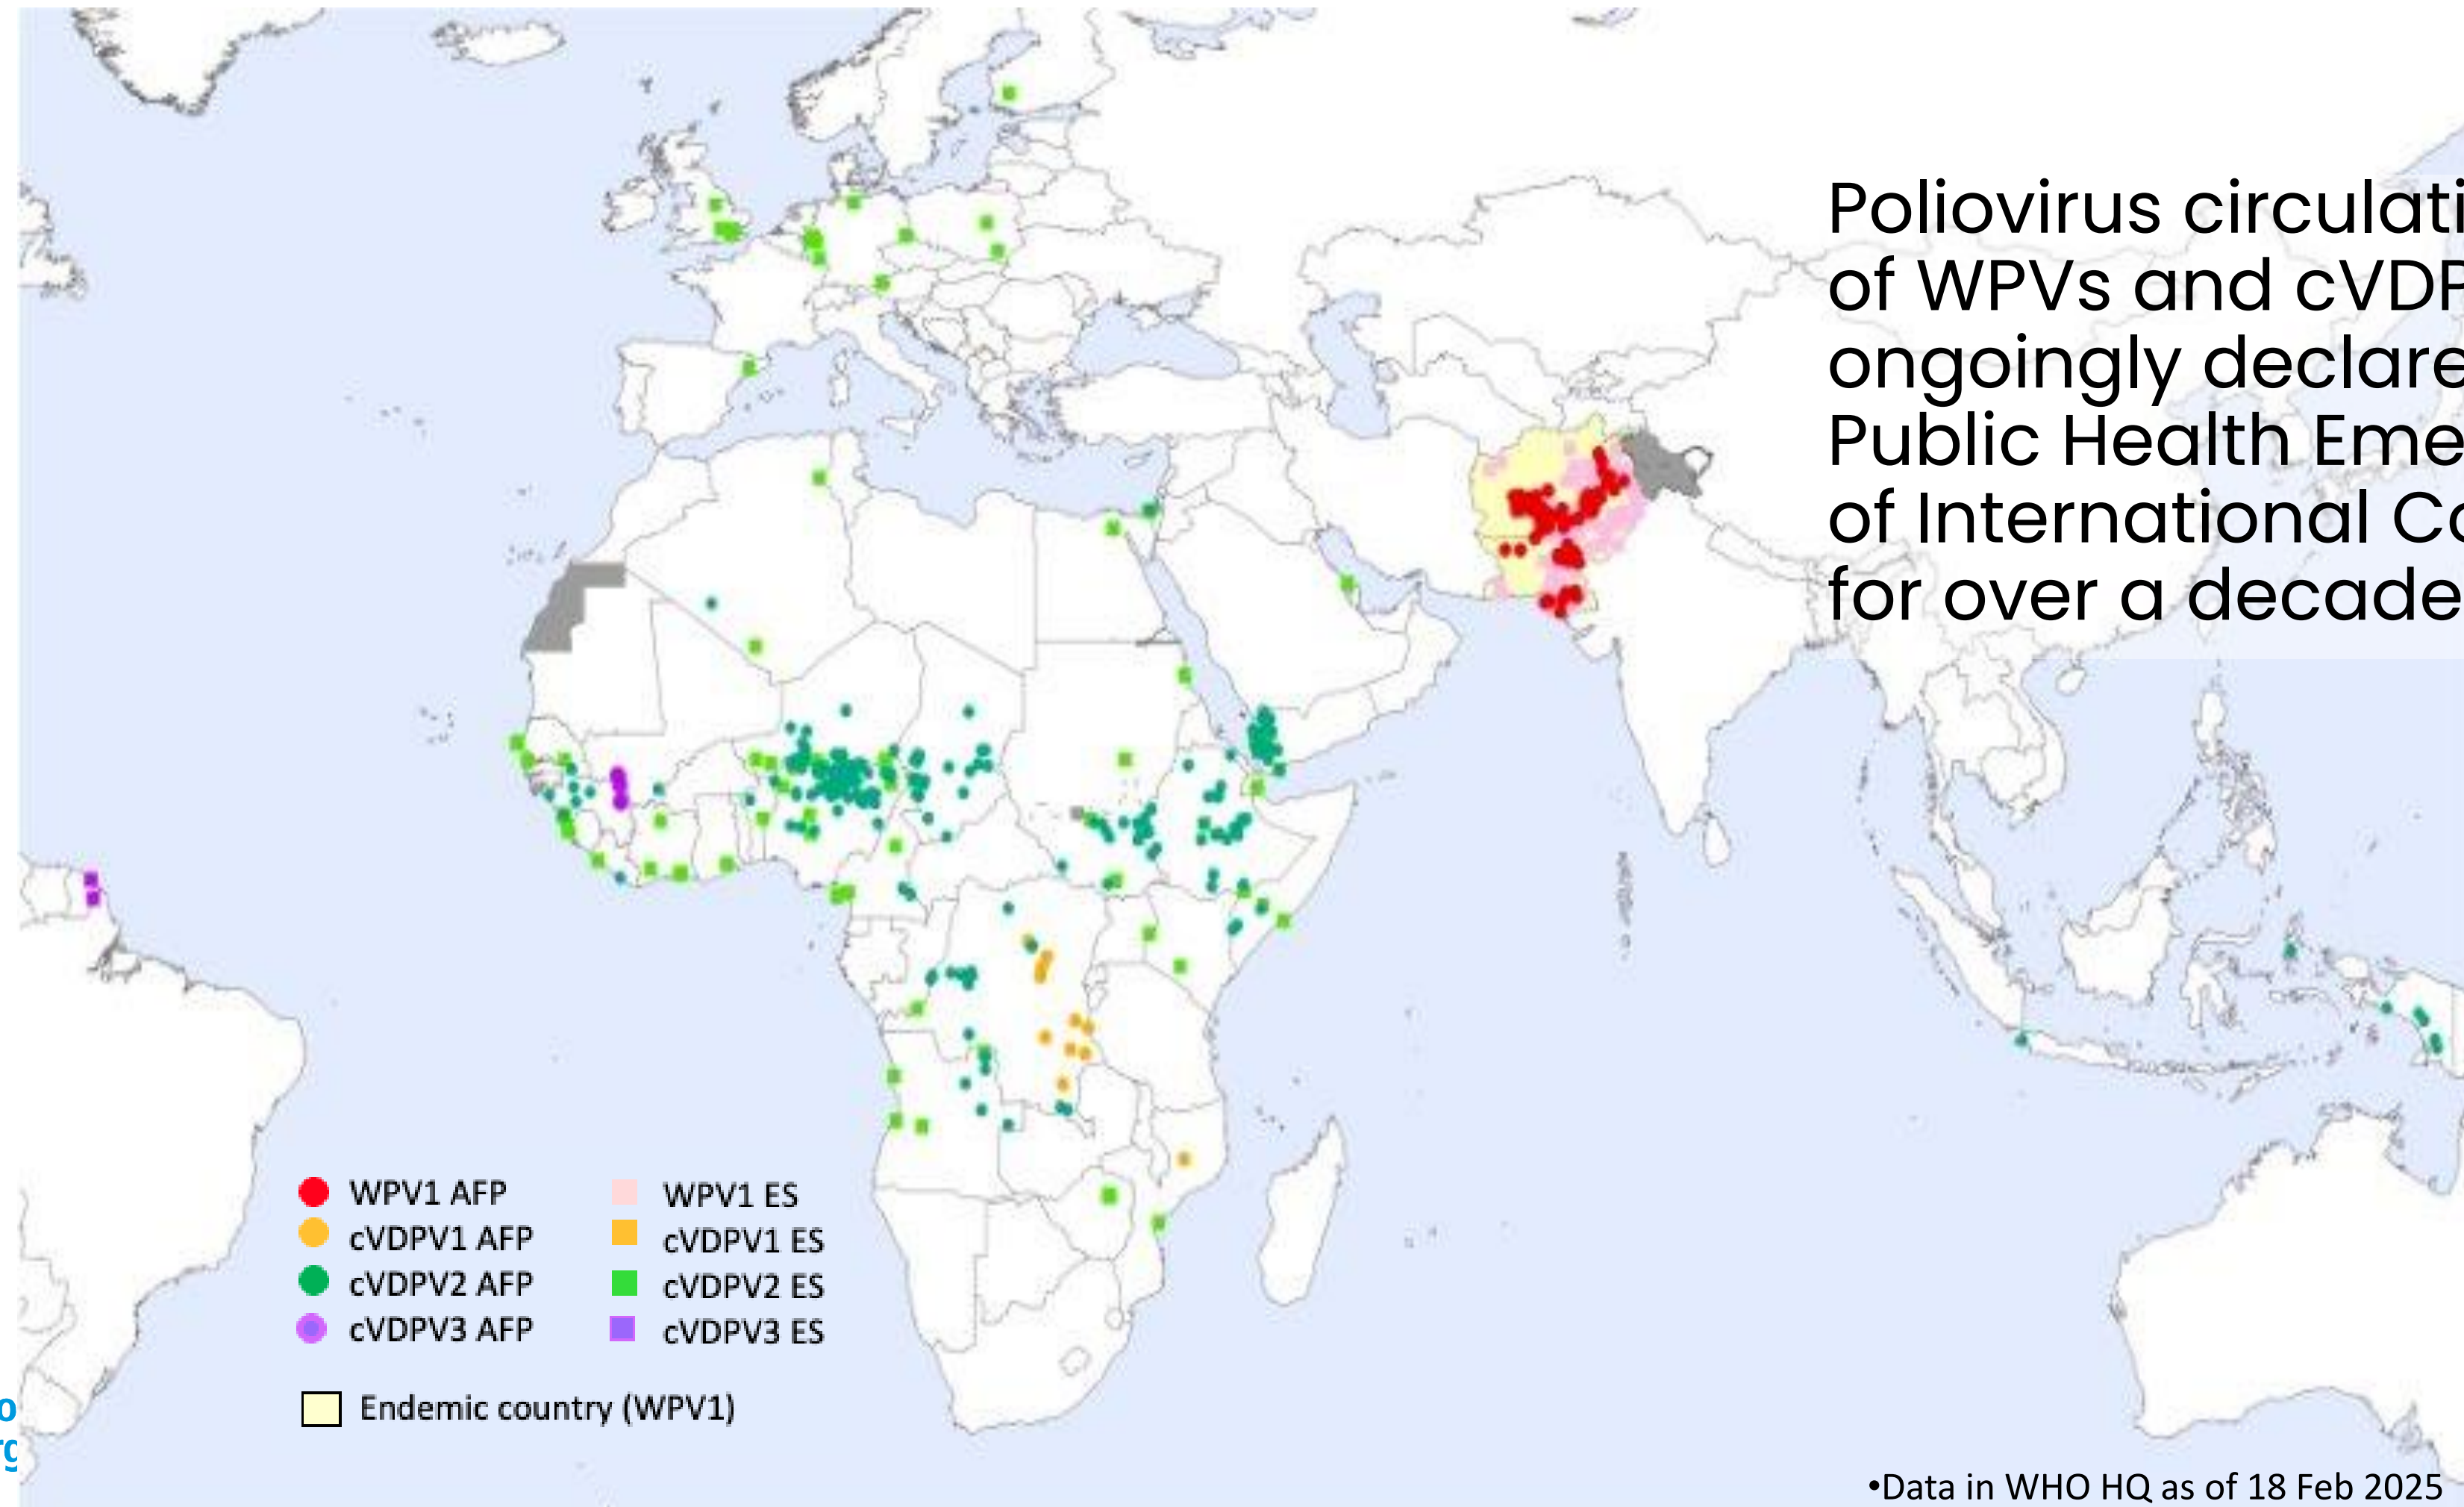 Poliovirus circulati
of WPVs and cVDP
ongoingly declare
Public Health Eme
of International Co
for over a decade
WPV1 AFP
WPV1 ES
cVDPV1 AFP
cVDPV1 ES
cVDPV2 AFP
cVDPV2 ES
cVDPV3 AFP
cVDPV3 ES
Endemic country (WPV1)
•Data in WHO HQ as of 18 Feb 2025